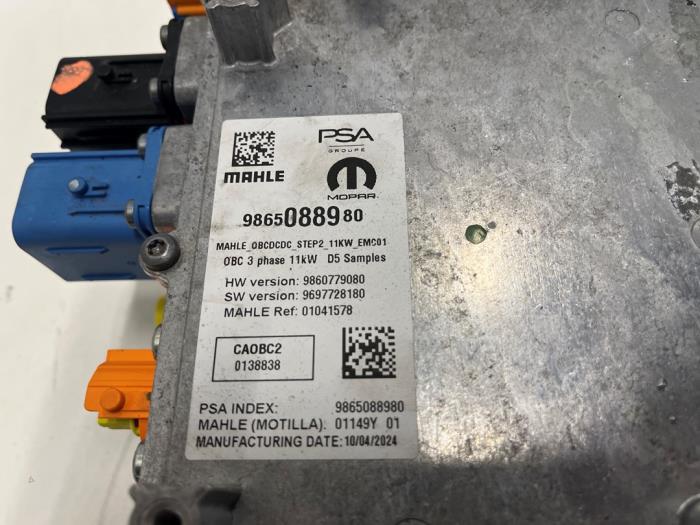 PSA
GROUPE
MAHLE
MOPAR
9865088980
MAHLE_OBCDCDC_STEP2_11KW_EMC01
OBC 3 phase 11kW D5 Samples
HW version: 9860779080
SW version: 9697728180
MAHLE Ref: 01041578
CAOBC2
0138838
PSA INDEX: 9865088980
MAHLE (MOTILLA): 01149Y 01
MANUFACTURING DATE: 10/04/2024